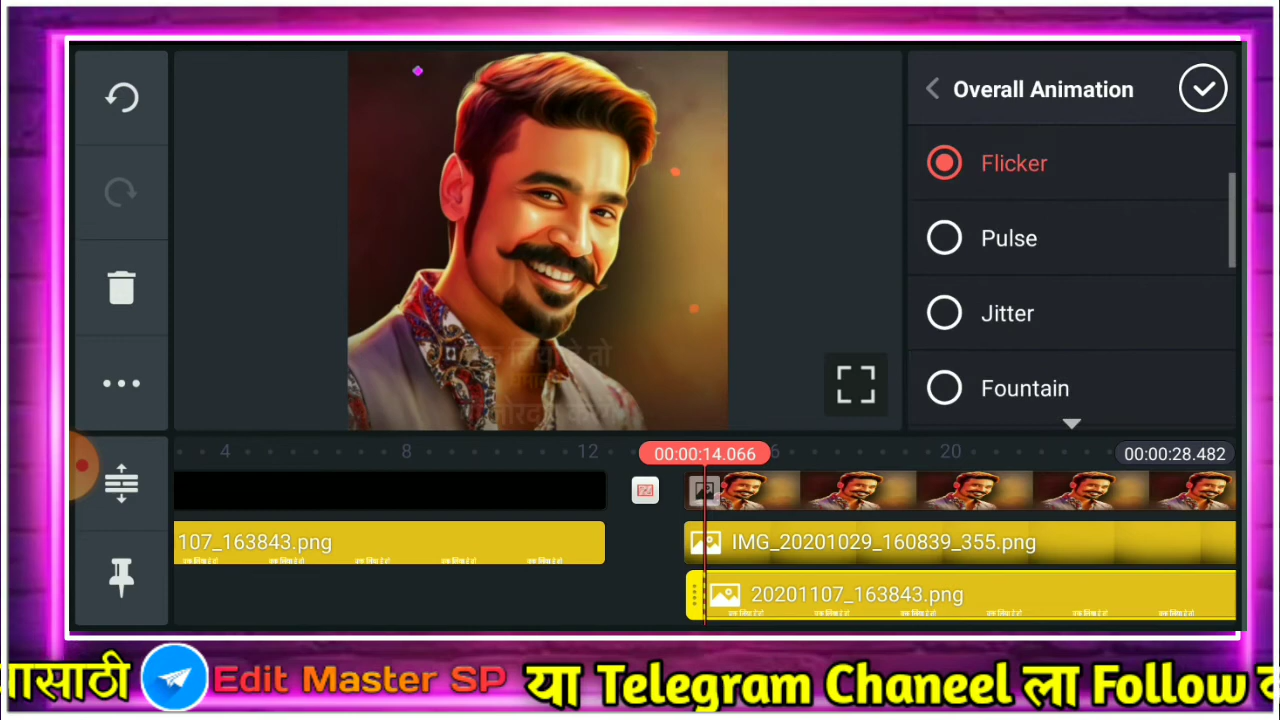 Overall Animation
Flicker
Pulse
Jitter
Fountain
4 8 12 00:00:14.066 6 20 00:00:28.482
107_163843.png
IMG_20201029_160839_355.png
20201107_163843.png
ासाठी Edit Master SP या Telegram Chaneel ला Follow क